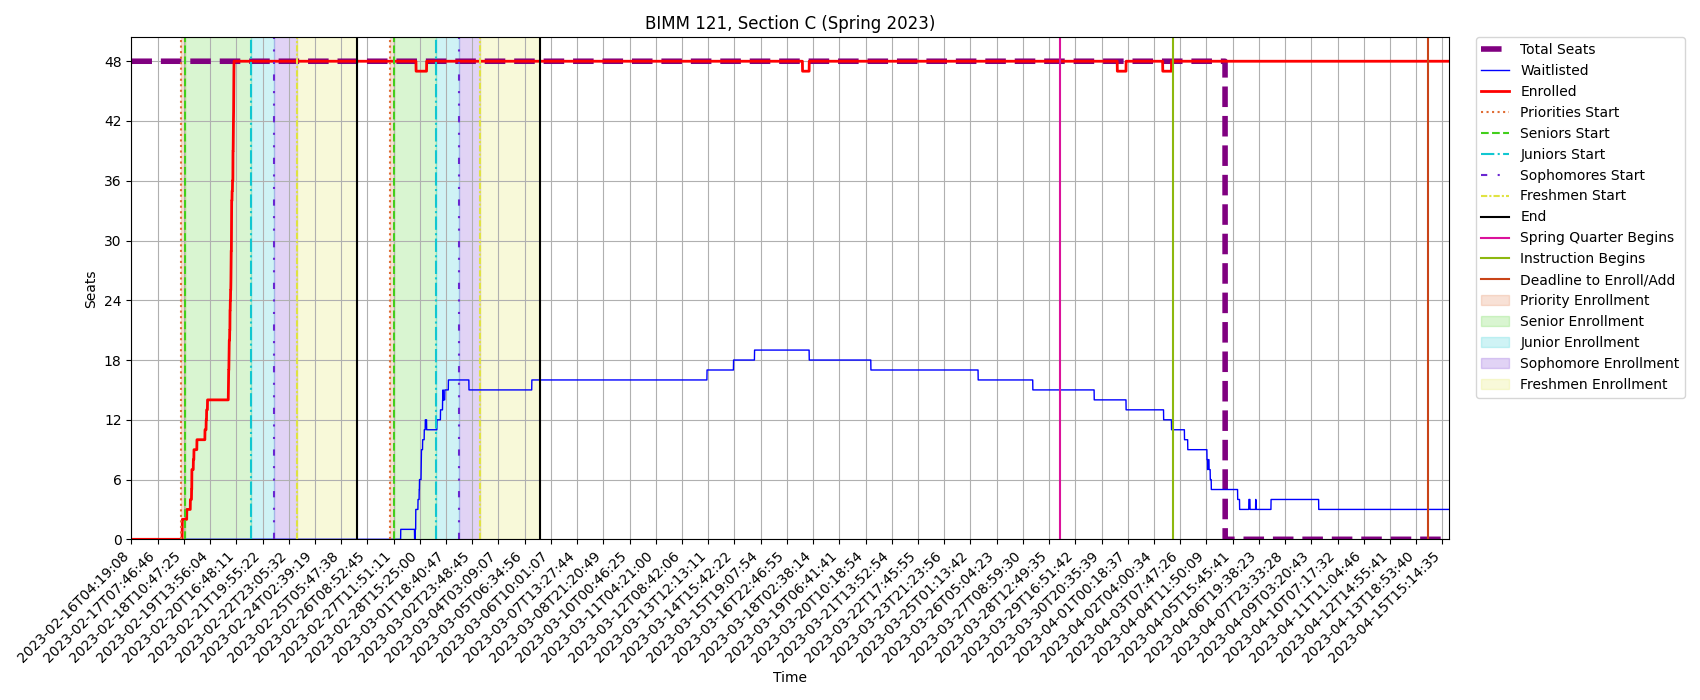 BIMM 121, Section C (Spring 2023)
Seats
48
42
36
30
24
18
12
6
0
2023-02-16T04:19:08
2023-02-17T07:46:46
2023-02-18T10:47:25
2023-02-19T13:56:04
2023-02-20T16:48:11
2023-02-21T19:55:22
2023-02-22T23:05:32
2023-02-24T02:39:19
2023-02-25T05:47:38
2023-02-26T08:52:45
2023-02-27T11:51:11
2023-02-28T15:25:00
2023-03-01T18:40:47
2023-03-02T23:48:45
2023-03-04T03:09:07
2023-03-05T06:34:56
2023-03-06T10:01:07
2023-03-07T13:27:44
2023-03-08T21:20:49
2023-03-10T00:46:25
2023-03-11T04:21:00
2023-03-12T08:42:06
2023-03-13T12:13:11
2023-03-14T15:42:22
2023-03-15T19:07:54
2023-03-16T22:46:55
2023-03-18T02:38:14
2023-03-19T06:41:41
2023-03-20T10:18:54
2023-03-21T13:52:54
2023-03-22T17:45:55
2023-03-23T21:23:56
2023-03-25T01:13:42
2023-03-26T05:04:23
2023-03-27T08:59:30
2023-03-28T12:49:35
2023-03-29T16:51:42
2023-03-30T20:35:39
2023-04-01T00:18:37
2023-04-02T04:00:34
2023-04-03T07:47:26
2023-04-04T11:50:09
2023-04-05T15:45:41
2023-04-06T19:38:23
2023-04-07T23:33:28
2023-04-09T03:20:43
2023-04-10T07:17:32
2023-04-11T11:04:46
2023-04-12T14:55:41
2023-04-13T18:53:40
2023-04-15T15:14:35
Time
Total Seats
Waitlisted
Enrolled
Priorities Start
Seniors Start
Juniors Start
Sophomores Start
Freshmen Start
End
Spring Quarter Begins
Instruction Begins
Deadline to Enroll/Add
Priority Enrollment
Senior Enrollment
Junior Enrollment
Sophomore Enrollment
Freshmen Enrollment